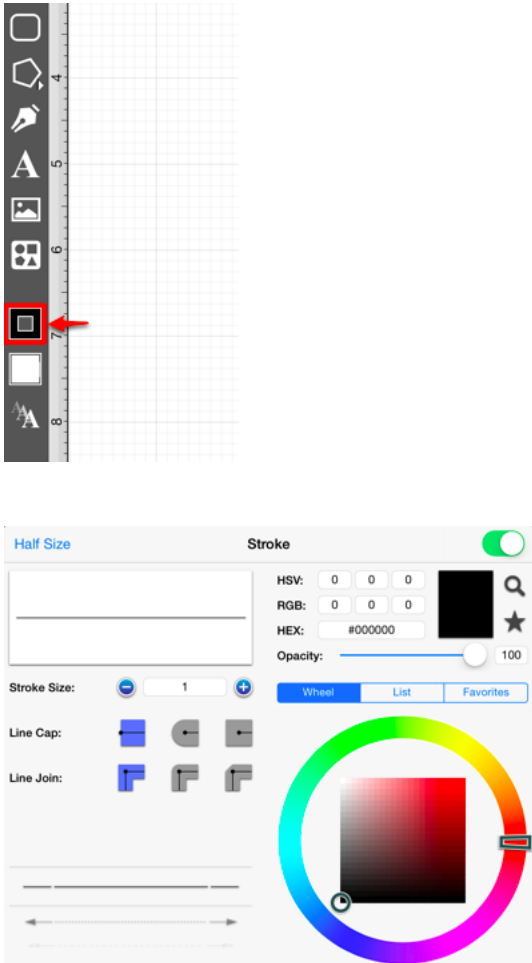 4
A
5
6
7
AAA
8
Half Size
Stroke
HSV: 0 0 0
RGB: 0 0 0
HEX: #000000
Opacity: 100
Stroke Size: 1
Wheel List Favorites
Line Cap:
Line Join: